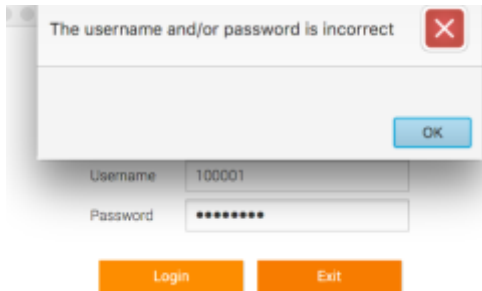 The username and/or password is incorrect
OK
Username 100001
Password ••••••••
Login Exit